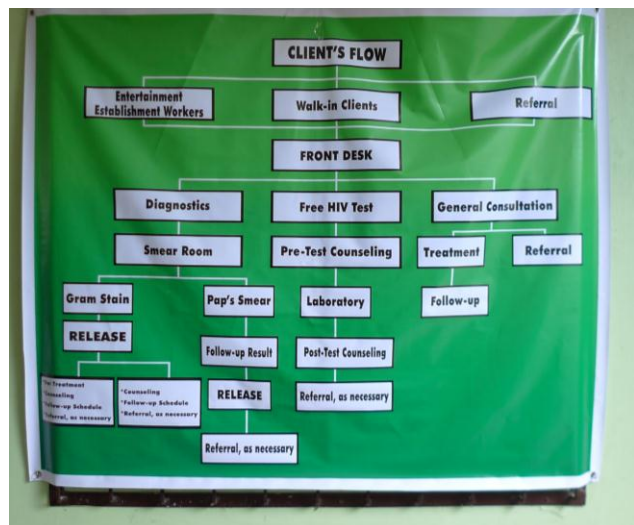 CLIENT'S FLOW
Entertainment
Establishment Workers
Walk-in Clients
Referral
FRONT DESK
Diagnostics
Free HIV Test
General Consultation
Smear Room
Pre-Test Counseling
Treatment
Referral
Gram Stain
Pap's Smear
Laboratory
Follow-up
RELEASE
Follow-up Result
Post-Test Counseling
Treatment
Counseling
*Follow-up Schedule
*Referral, as necessary
*Counseling
*Follow-up Schedule
*Referral, as necessary
RELEASE
Referral, as necessary
Referral, as necessary